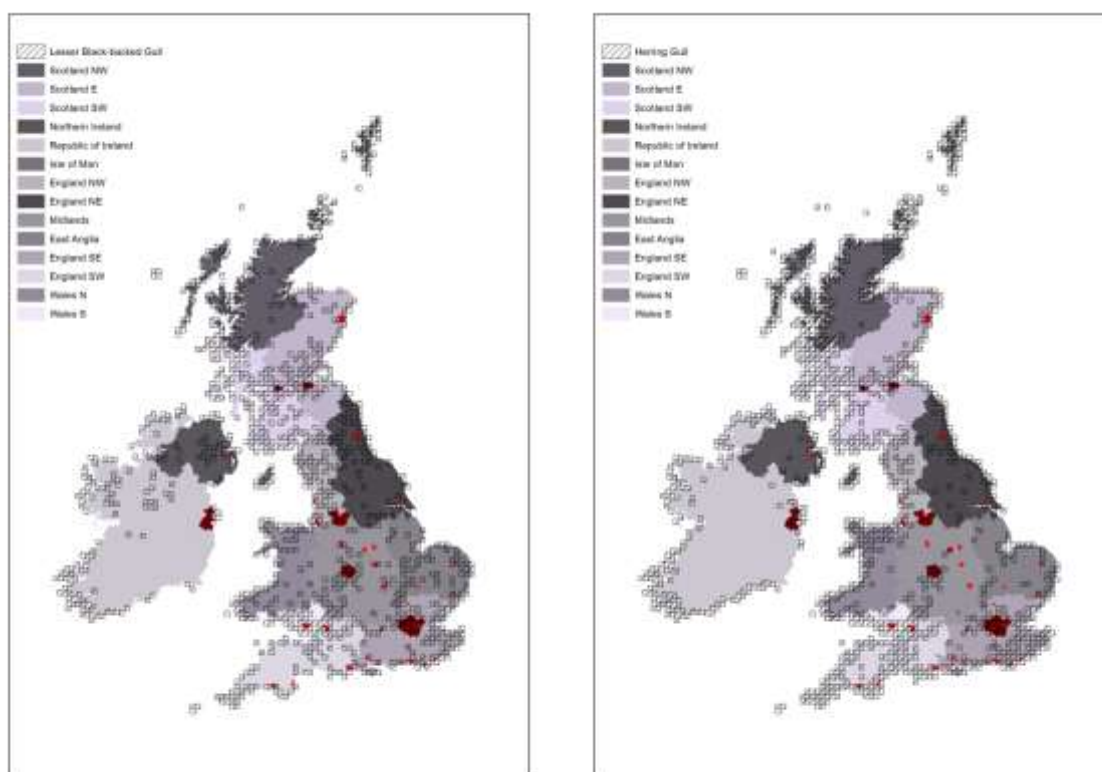 Lesser Black-backed Gull
Scotland NW
Scotland E
Scotland SW
Northern Ireland
Republic of Ireland
Isle of Man
England NW
England NE
Midlands
East Anglia
England SE
England SW
Wales N
Wales S
Herring Gull
Scotland NW
Scotland E
Scotland SW
Northern Ireland
Republic of Ireland
Isle of Man
England NW
England NE
Midlands
East Anglia
England SE
England SW
Wales N
Wales S